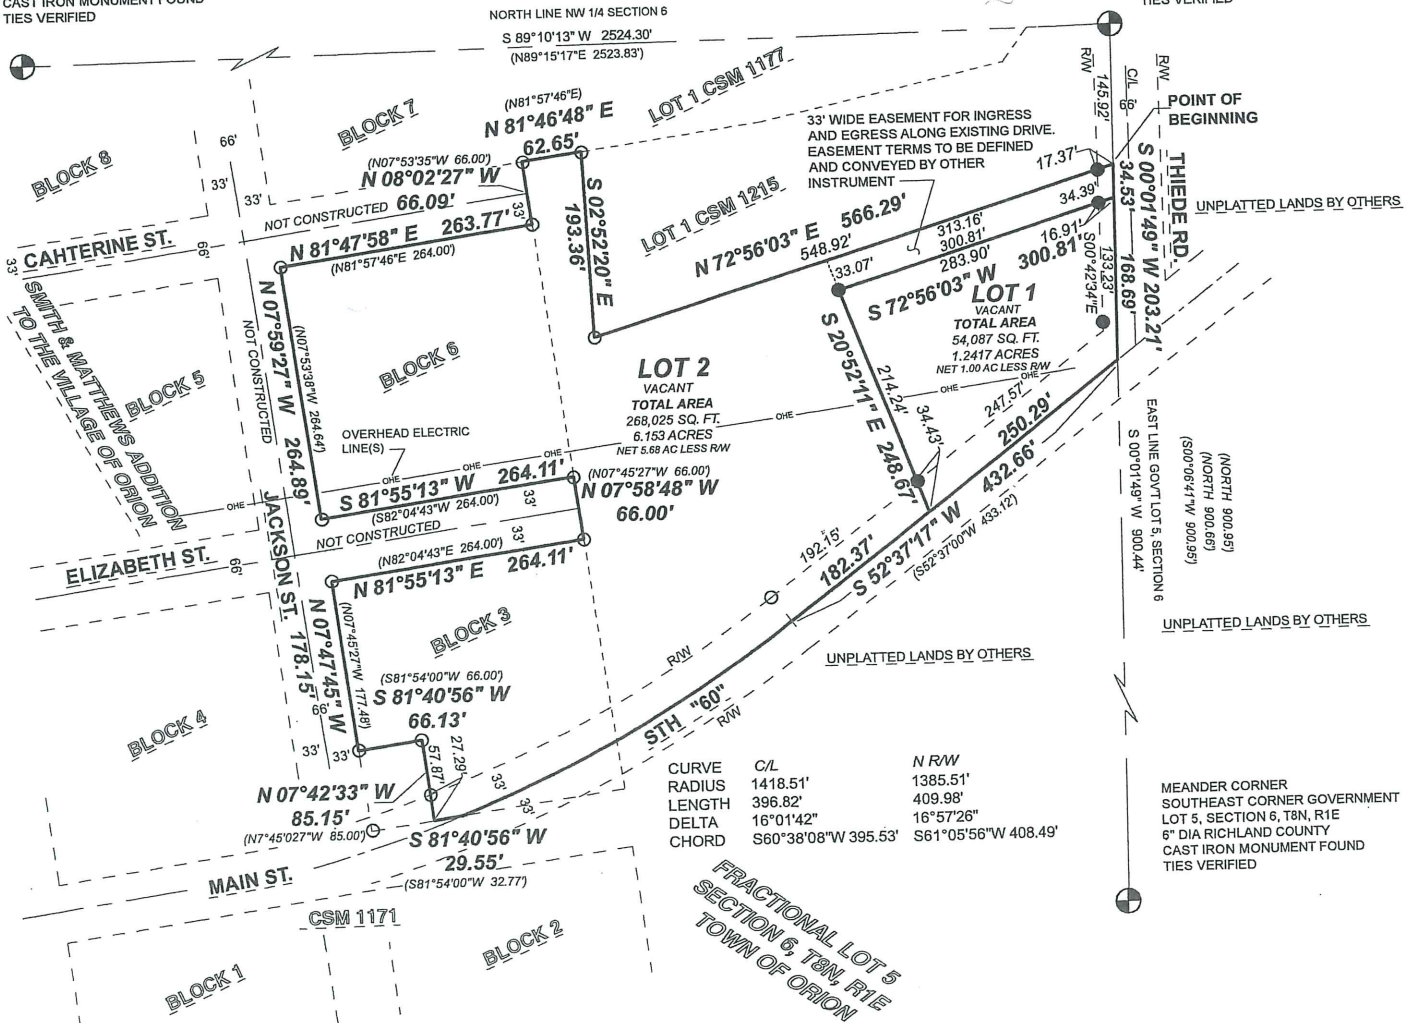 CAST IRON MONUMENT FOUND
TIES VERIFIED
TIES VERIFIED
NORTH LINE NW 1/4 SECTION 6
S 89°10'13" W 2524.30'
(N89°15'17"E 2523.83')
R/W
145.92'
C/L
66'
R/W
POINT OF
BEGINNING
BLOCK 8
BLOCK 7
66'
33'
33'
(N81°57'46"E)
N 81°46'48" E
62.65'
LOT 1 CSM 1177
(N07°53'35"W 66.00')
N 08°02'27" W
66.09'
NOT CONSTRUCTED
33'
33' WIDE EASEMENT FOR INGRESS
AND EGRESS ALONG EXISTING DRIVE.
EASEMENT TERMS TO BE DEFINED
AND CONVEYED BY OTHER
INSTRUMENT
17.37'
34.39'
34.53'
S 00°01'49" W 203.21'
THIEDE RD.
UNPLATTED LANDS BY OTHERS
CAHTERINE ST.
33'
66'
N 81°47'58" E 263.77'
(N81°57'46"E 264.00')
S 02°52'20" E
193.36'
LOT 1 CSM 1215
N 72°56'03" E 566.29'
548.92'
313.16'
300.81'
283.90'
16.91'
33.07'
S 72°56'03" W 300.81'
133.23'
S00°42'34"E
168.69'
SMITH & MATTHEWS ADDITION
TO THE VILLAGE OF ORION
BLOCK 5
NOT CONSTRUCTED
N 07°59'27" W 264.89'
(N07°53'38"W 264.64')
BLOCK 6
LOT 1
VACANT
TOTAL AREA
54,087 SQ. FT.
1.2417 ACRES
NET 1.00 AC LESS R/W
LOT 2
VACANT
TOTAL AREA
268,025 SQ. FT.
6.153 ACRES
NET 5.68 AC LESS R/W
S 20°52'11" E 248.67'
214.24'
34.43'
247.57'
250.29'
432.66'
OHE
OHE
OHE
OHE
OHE
OHE
OHE
OVERHEAD ELECTRIC
LINE(S)
S 81°55'13" W 264.11'
(S82°04'43"W 264.00')
33'
(N07°45'27"W 66.00')
N 07°58'48" W
66.00'
NOT CONSTRUCTED
33'
(N82°04'43"E 264.00')
N 81°55'13" E 264.11'
ELIZABETH ST.
66'
JACKSON ST.
192.15'
182.37'
S 52°37'17" W
(S52°37'00"W 433.12')
EAST LINE GOV'T LOT 5, SECTION 6
S 00°01'49" W 900.44'
(S00°06'41"W 900.95')
(NORTH 900.66')
(NORTH 900.95')
UNPLATTED LANDS BY OTHERS
UNPLATTED LANDS BY OTHERS
N 07°47'45" W 178.15'
(N07°45'27"W 177.48')
BLOCK 3
(S81°54'00"W 66.00')
S 81°40'56" W
66.13'
66'
33'
33'
57.87'
27.29'
33'
33'
R/W
STH "60"
R/W
BLOCK 4
N 07°42'33" W
85.15'
(N7°45'027"W 85.00')
S 81°40'56" W
29.55'
(S81°54'00"W 32.77')
MAIN ST.
CURVE C/L N R/W
RADIUS 1418.51' 1385.51'
LENGTH 396.82' 409.98'
DELTA 16°01'42" 16°57'26"
CHORD S60°38'08"W 395.53' S61°05'56"W 408.49'
MEANDER CORNER
SOUTHEAST CORNER GOVERNMENT
LOT 5, SECTION 6, T8N, R1E
6" DIA RICHLAND COUNTY
CAST IRON MONUMENT FOUND
TIES VERIFIED
CSM 1171
BLOCK 1
BLOCK 2
FRACTIONAL LOT 5
SECTION 6, T8N, R1E
TOWN OF ORION